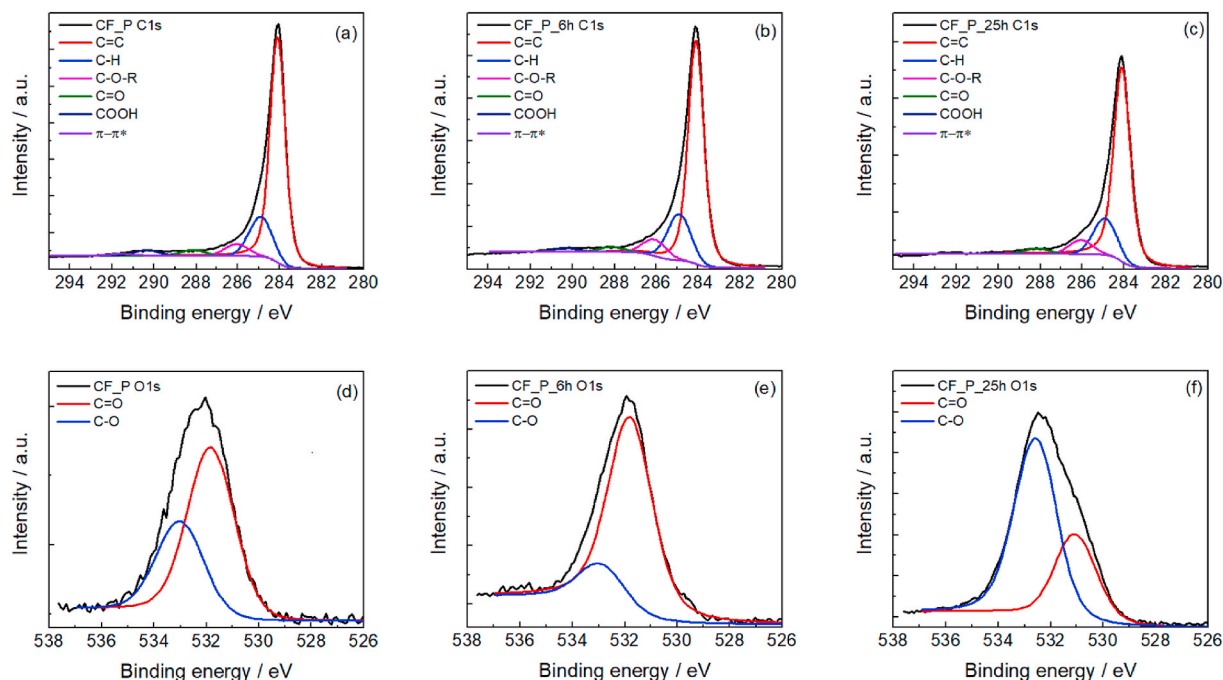 CF_P C1s
(a)
C=C
C-H
C-O-R
C=O
COOH
π-π*
Intensity / a.u.
294 292 290 288 286 284 282 280
Binding energy / eV
CF_P_6h C1s
(b)
C=C
C-H
C-O-R
C=O
COOH
π-π*
Intensity / a.u.
294 292 290 288 286 284 282 280
Binding energy / eV
CF_P_25h C1s
(c)
C=C
C-H
C-O-R
C=O
COOH
π-π*
Intensity / a.u.
294 292 290 288 286 284 282 280
Binding energy / eV
CF_P O1s
(d)
C=O
C-O
Intensity / a.u.
538 536 534 532 530 528 526
Binding energy / eV
CF_P_6h O1s
(e)
C=O
C-O
Intensity / a.u.
538 536 534 532 530 528 526
Binding energy / eV
CF_P_25h O1s
(f)
C=O
C-O
Intensity / a.u.
538 536 534 532 530 528 526
Binding energy / eV